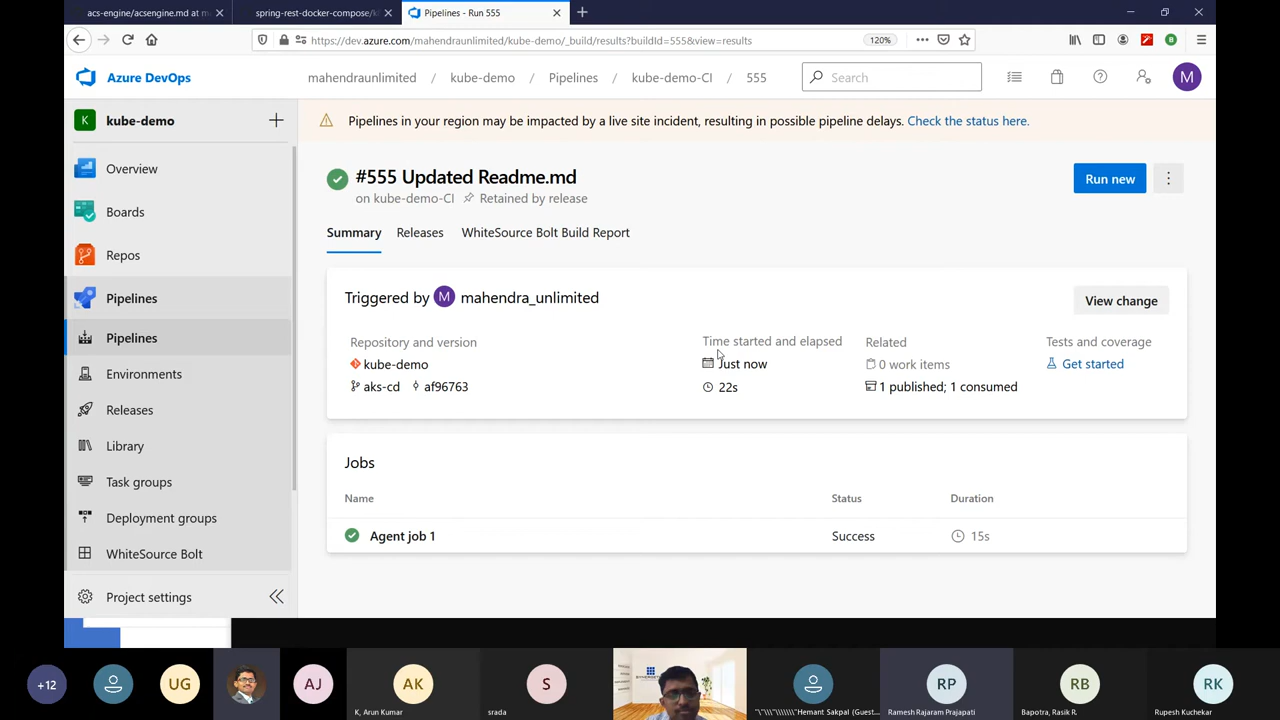 acs-engine/acsengine.md at m
spring-rest-docker-compose/k
Pipelines - Run 555
https://dev.azure.com/mahendraunlimited/kube-demo/_build/results?buildId=555&view=results
120%
Azure DevOps
mahendraunlimited / kube-demo / Pipelines / kube-demo-CI / 555
Search
M
K
kube-demo
Pipelines in your region may be impacted by a live site incident, resulting in possible pipeline delays. Check the status here.
Overview
Boards
Repos
Pipelines
Pipelines
Environments
Releases
Library
Task groups
Deployment groups
WhiteSource Bolt
Project settings
#555 Updated Readme.md
on kube-demo-CI Retained by release
Run new
Summary
Releases
WhiteSource Bolt Build Report
Triggered by M mahendra_unlimited
View change
Repository and version
Time started and elapsed
Related
Tests and coverage
kube-demo
Just now
0 work items
Get started
aks-cd af96763
22s
1 published; 1 consumed
Jobs
Name
Status
Duration
Agent job 1
Success
15s
+12
UG
AJ
AK
S
RP
RB
RK
K, Arun Kumar
srada
"\"\\\"\\\\\\\"Hemant Sakpal (Guest...
Ramesh Rajaram Prajapati
Bapotra, Rasik R.
Rupesh Kuchekar